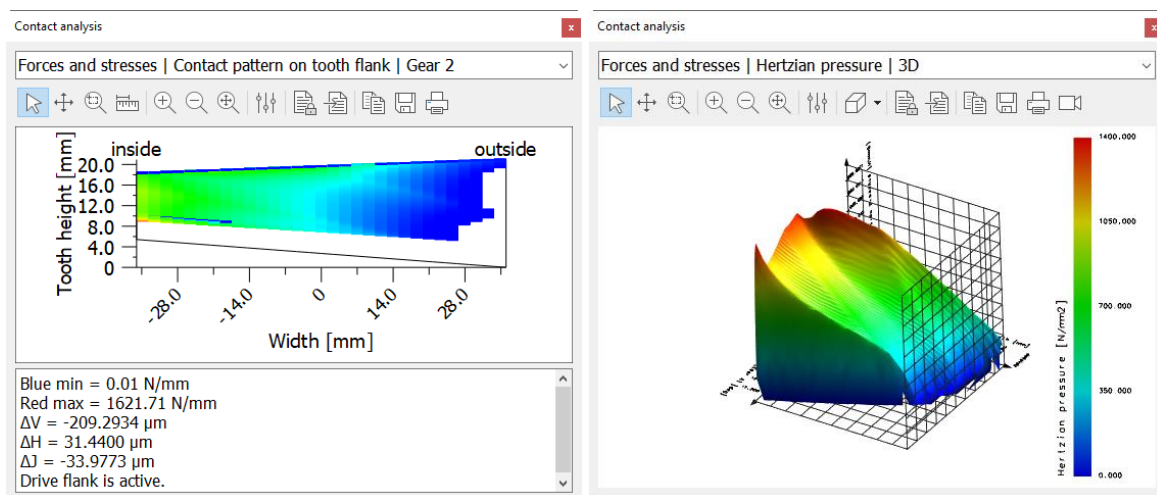 Contact analysis
x
Forces and stresses | Contact pattern on tooth flank | Gear 2
inside
outside
Tooth height [mm]
20.0
16.0
12.0
8.0
4.0
0
-28.0
-14.0
0
14.0
28.0
Width [mm]
Blue min = 0.01 N/mm
Red max = 1621.71 N/mm
ΔV = -209.2934 µm
ΔH = 31.4400 µm
ΔJ = -33.9773 µm
Drive flank is active.
Contact analysis
x
Forces and stresses | Hertzian pressure | 3D
1400.000
1050.000
700.000
350.000
0.000
Hertzian pressure [N/mm2]